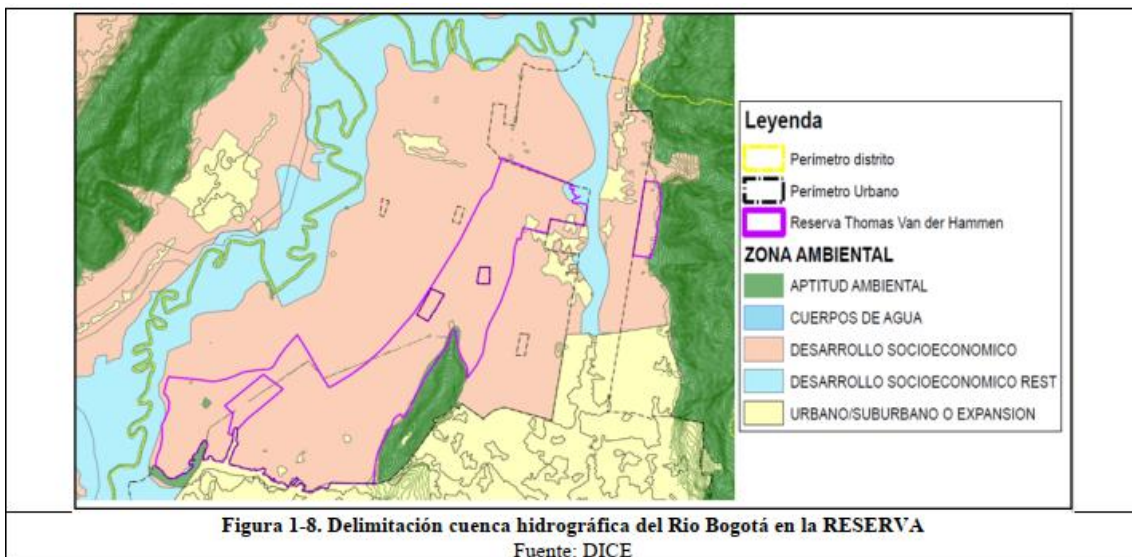 Leyenda
Perímetro distrito
Perímetro Urbano
Reserva Thomas Van der Hammen
ZONA AMBIENTAL
APTITUD AMBIENTAL
CUERPOS DE AGUA
DESARROLLO SOCIOECONOMICO
DESARROLLO SOCIOECONOMICO REST
URBANO/SUBURBANO O EXPANSION
Figura 1-8. Delimitación cuenca hidrográfica del Rio Bogotá en la RESERVA
Fuente: DICE